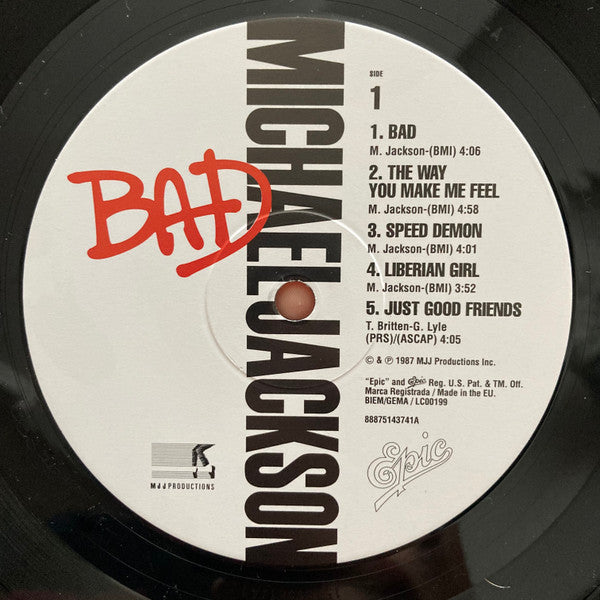 BAD
MICHAEL JACKSON
SIDE
1
1. BAD
M. Jackson-(BMI) 4:06
2. THE WAY
YOU MAKE ME FEEL
M. Jackson-(BMI) 4:58
3. SPEED DEMON
M. Jackson-(BMI) 4:01
4. LIBERIAN GIRL
M. Jackson-(BMI) 3:52
5. JUST GOOD FRIENDS
T. Britten-G. Lyle
(PRS)/(ASCAP) 4:05
© & ℗ 1987 MJJ Productions Inc.
"Epic" and Epic Reg. U.S. Pat. & TM. Off.
Marca Registrada / Made in the EU.
BIEM/GEMA / LC00199
88875143741A
MJJ PRODUCTIONS
Epic